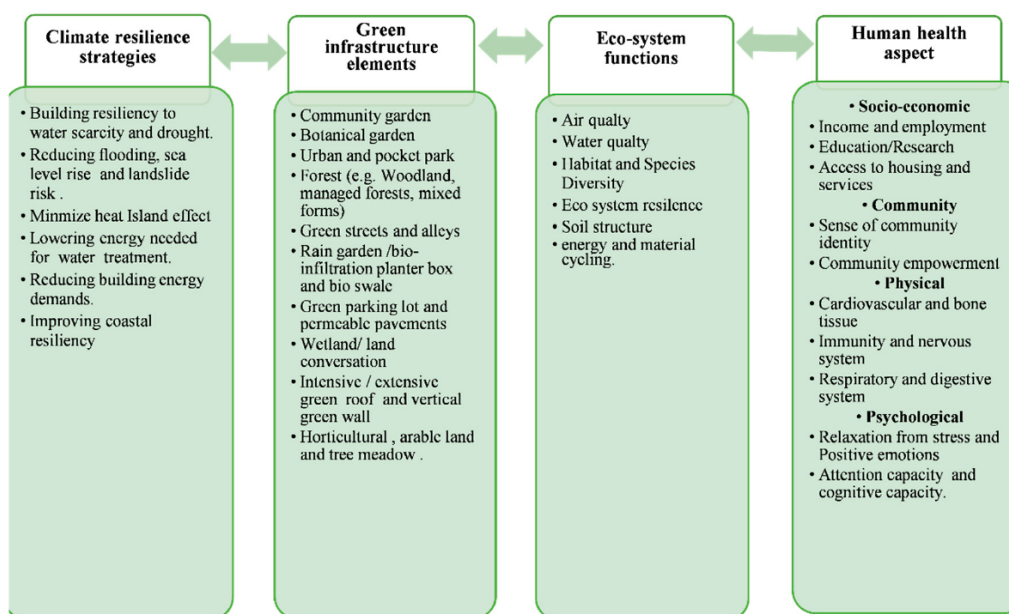 Climate resilience
strategies
• Building resiliency to
water scarcity and drought.
• Reducing flooding, sea
level rise and landslide
risk .
• Minmize heat Island effect
• Lowering energy needed
for water treatment.
• Reducing building energy
demands.
• Improving coastal
resiliency
Green
infrastructure
elements
• Community garden
• Botanical garden
• Urban and pocket park
• Forest (e.g. Woodland,
managed forests, mixed
forms)
• Green streets and alleys
• Rain garden /bio-
infiltration planter box
and bio swale
• Green parking lot and
permeable pavements
• Wetland/ land
conversation
• Intensive / extensive
green roof and vertical
green wall
• Horticultural , arable land
and tree meadow .
Eco-system
functions
• Air qualty
• Water qualty
• Habitat and Species
Diversity
• Eco system resilence
• Soil structure
• energy and material
cycling.
Human health
aspect
• Socio-economic
• Income and employment
• Education/Research
• Access to housing and
services
• Community
• Sense of community
identity
• Community empowerment
• Physical
• Cardiovascular and bone
tissue
• Immunity and nervous
system
• Respiratory and digestive
system
• Psychological
• Relaxation from stress and
Positive emotions
• Attention capacity and
cognitive capacity.